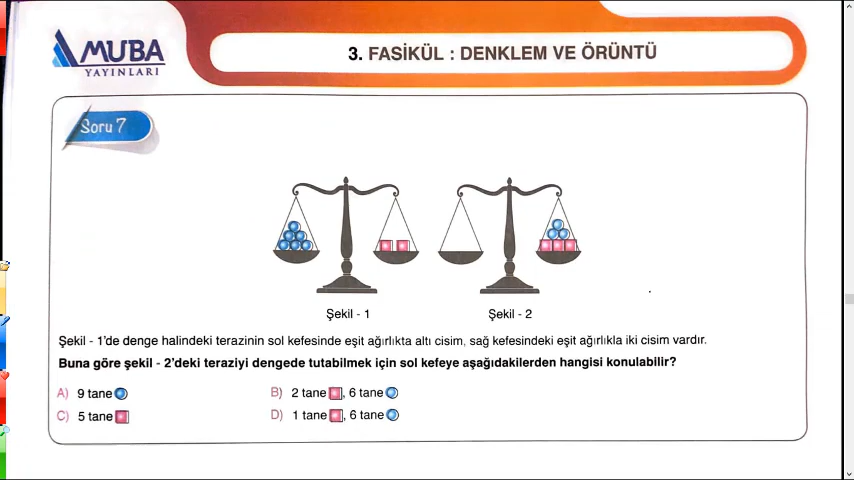 MUBA
YAYINLARI
3. FASİKÜL : DENKLEM VE ÖRÜNTÜ
Soru 7
Şekil - 1
Şekil - 2
Şekil - 1'de denge halindeki terazinin sol kefesinde eşit ağırlıkta altı cisim, sağ kefesindeki eşit ağırlıkla iki cisim vardır.
Buna göre şekil - 2'deki teraziyi dengede tutabilmek için sol kefeye aşağıdakilerden hangisi konulabilir?
A) 9 tane
B) 2 tane , 6 tane
C) 5 tane
D) 1 tane , 6 tane